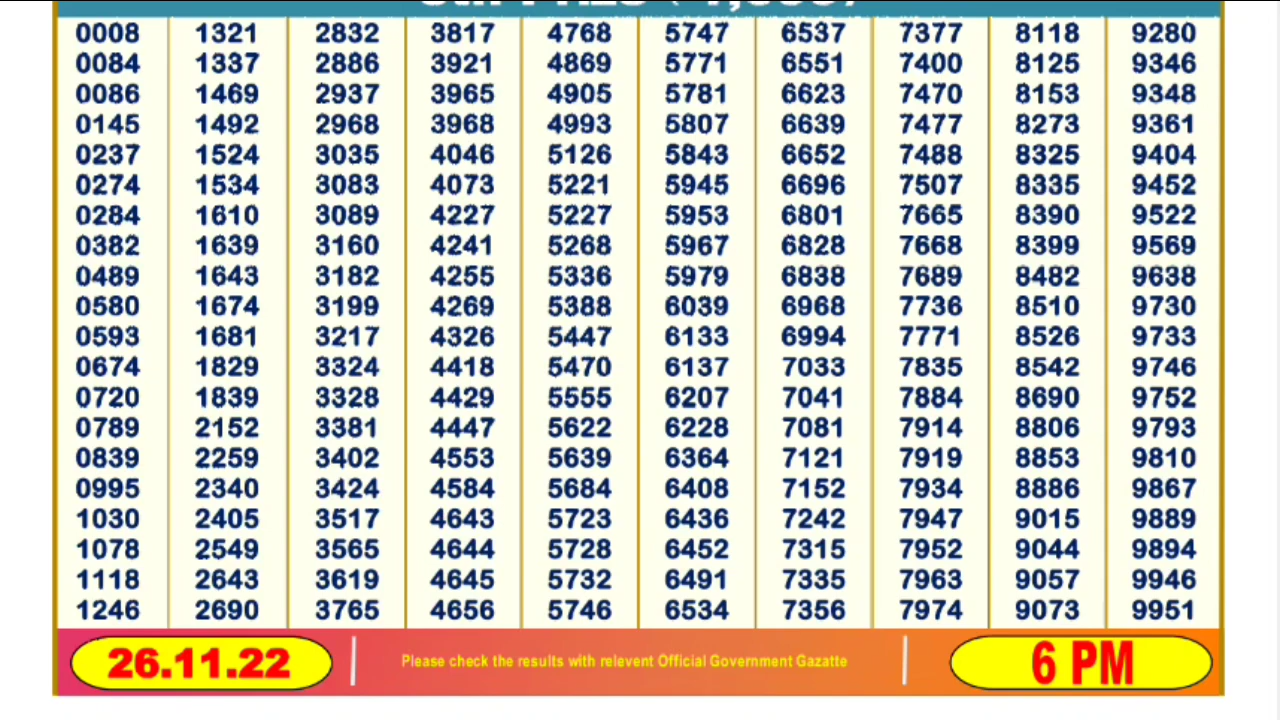 0008 1321 2832 3817 4768 5747 6537 7377 8118 9280
0084 1337 2886 3921 4869 5771 6551 7400 8125 9346
0086 1469 2937 3965 4905 5781 6623 7470 8153 9348
0145 1492 2968 3968 4993 5807 6639 7477 8273 9361
0237 1524 3035 4046 5126 5843 6652 7488 8325 9404
0274 1534 3083 4073 5221 5945 6696 7507 8335 9452
0284 1610 3089 4227 5227 5953 6801 7665 8390 9522
0382 1639 3160 4241 5268 5967 6828 7668 8399 9569
0489 1643 3182 4255 5336 5979 6838 7689 8482 9638
0580 1674 3199 4269 5388 6039 6968 7736 8510 9730
0593 1681 3217 4326 5447 6133 6994 7771 8526 9733
0674 1829 3324 4418 5470 6137 7033 7835 8542 9746
0720 1839 3328 4429 5555 6207 7041 7884 8690 9752
0789 2152 3381 4447 5622 6228 7081 7914 8806 9793
0839 2259 3402 4553 5639 6364 7121 7919 8853 9810
0995 2340 3424 4584 5684 6408 7152 7934 8886 9867
1030 2405 3517 4643 5723 6436 7242 7947 9015 9889
1078 2549 3565 4644 5728 6452 7315 7952 9044 9894
1118 2643 3619 4645 5732 6491 7335 7963 9057 9946
1246 2690 3765 4656 5746 6534 7356 7974 9073 9951
26.11.22 Please check the results with relevent Official Government Gazatte 6 PM